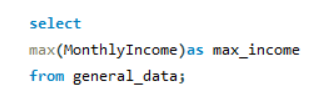 select
max(MonthlyIncome)as max_income
from general_data;